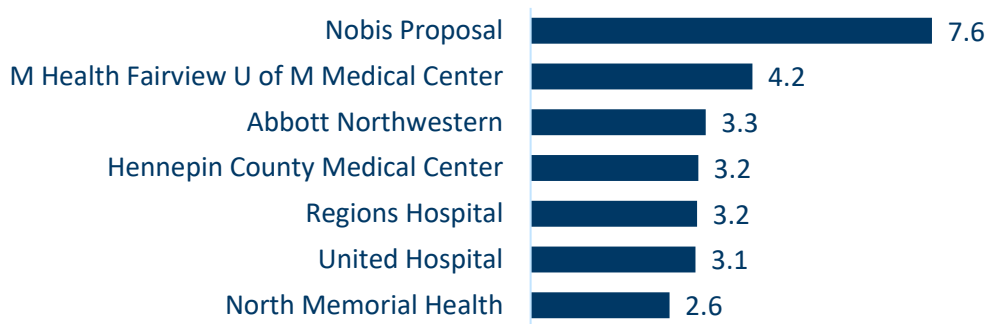 Nobis Proposal 7.6
M Health Fairview U of M Medical Center 4.2
Abbott Northwestern 3.3
Hennepin County Medical Center 3.2
Regions Hospital 3.2
United Hospital 3.1
North Memorial Health 2.6